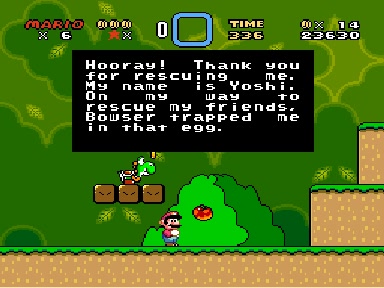 MARIO TIME × 14
× 6 ★× 0 336 23630
Hooray! Thank you
for rescuing me.
My name is Yoshi.
On my way to
rescue my friends,
Bowser trapped me
in that egg.